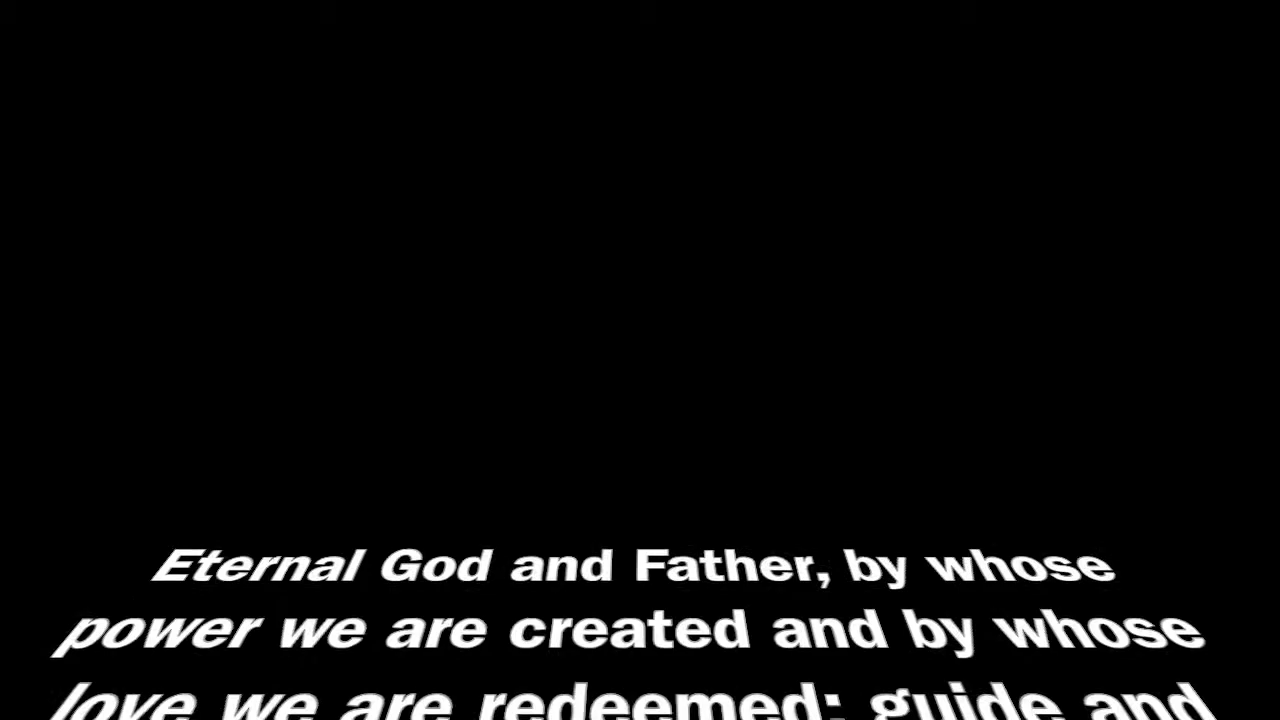 Eternal God and Father, by whose
power we are created and by whose
love we are redeemed: guide and